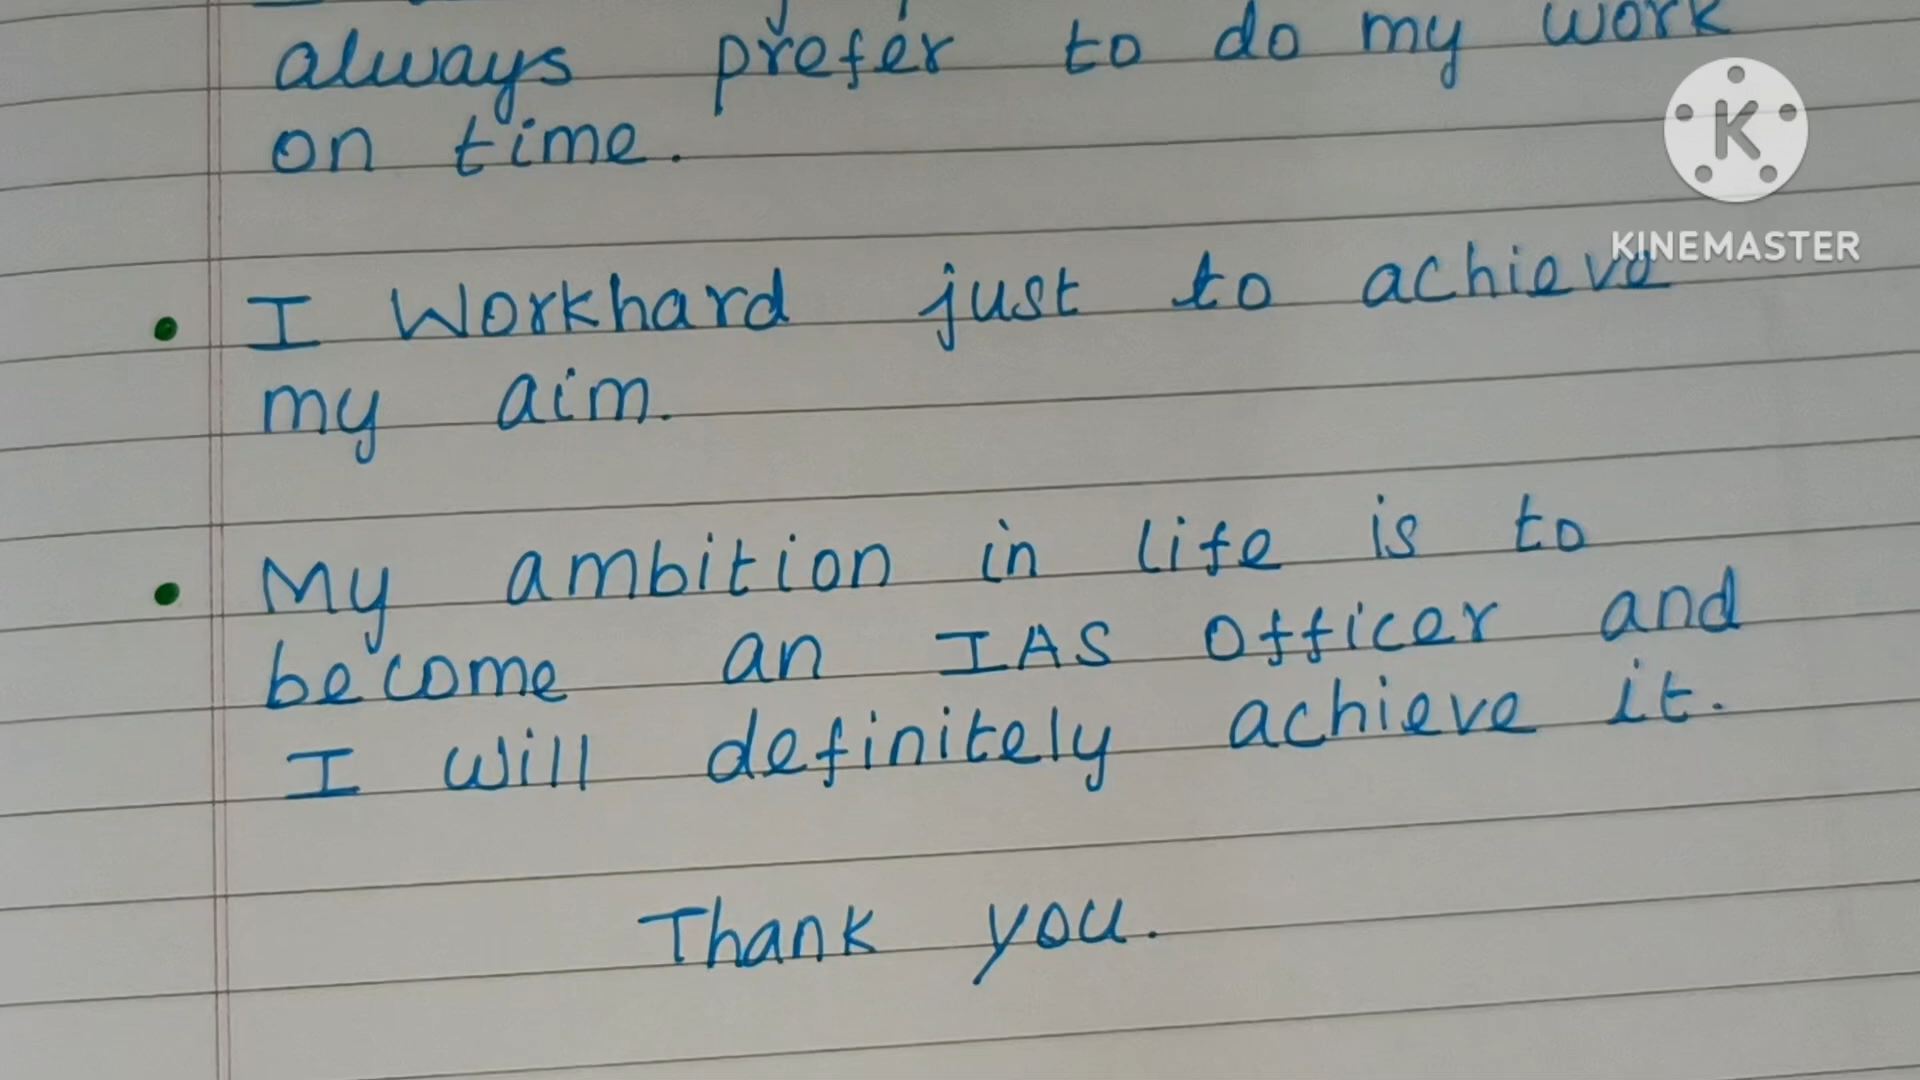 always prefer to do my work
on time.
KINEMASTER
• I Workhard just to achieve
my aim.
• My ambition in life is to
become an IAS Officer and
I will definitely achieve it.
Thank you.